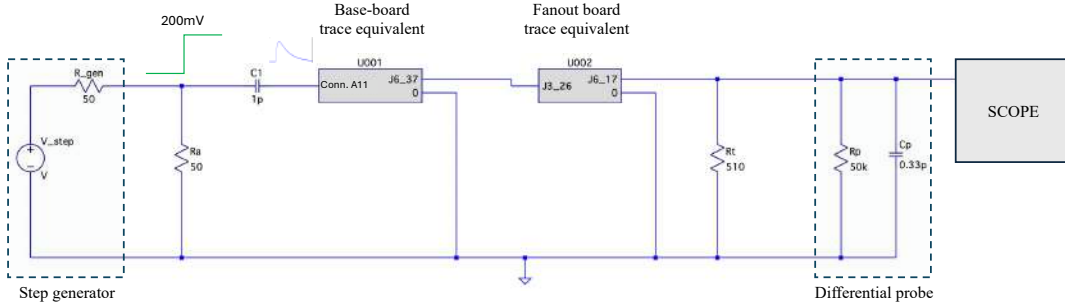 Base-board
trace equivalent
Fanout board
trace equivalent
200mV
R_gen
50
C1
1p
U001
Conn. A11
J6_37
0
U002
J3_26
J6_17
0
SCOPE
V_step
V
Ra
50
Rt
510
Rp
50k
Cp
0.33p
Step generator
Differential probe